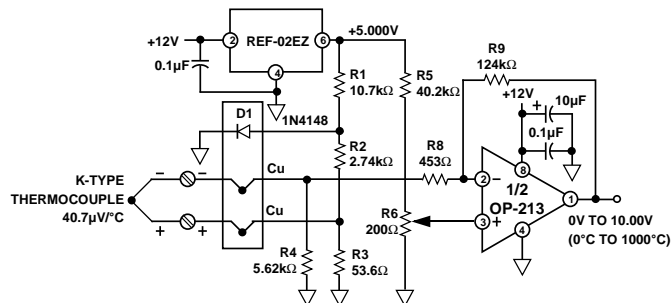 REF-02EZ
+12V
2
6
4
+5.000V
0.1µF
R1
10.7kΩ
R5
40.2kΩ
R9
124kΩ
+12V
+
10µF
0.1µF
D1
1N4148
R2
2.74kΩ
K-TYPE
THERMOCOUPLE
40.7µV/°C
–
–
Cu
+
+
Cu
R8
453Ω
R6
200Ω
R4
5.62kΩ
R3
53.6Ω
8
2
–
1/2
OP-213
3
+
4
1
0V TO 10.00V
(0°C TO 1000°C)